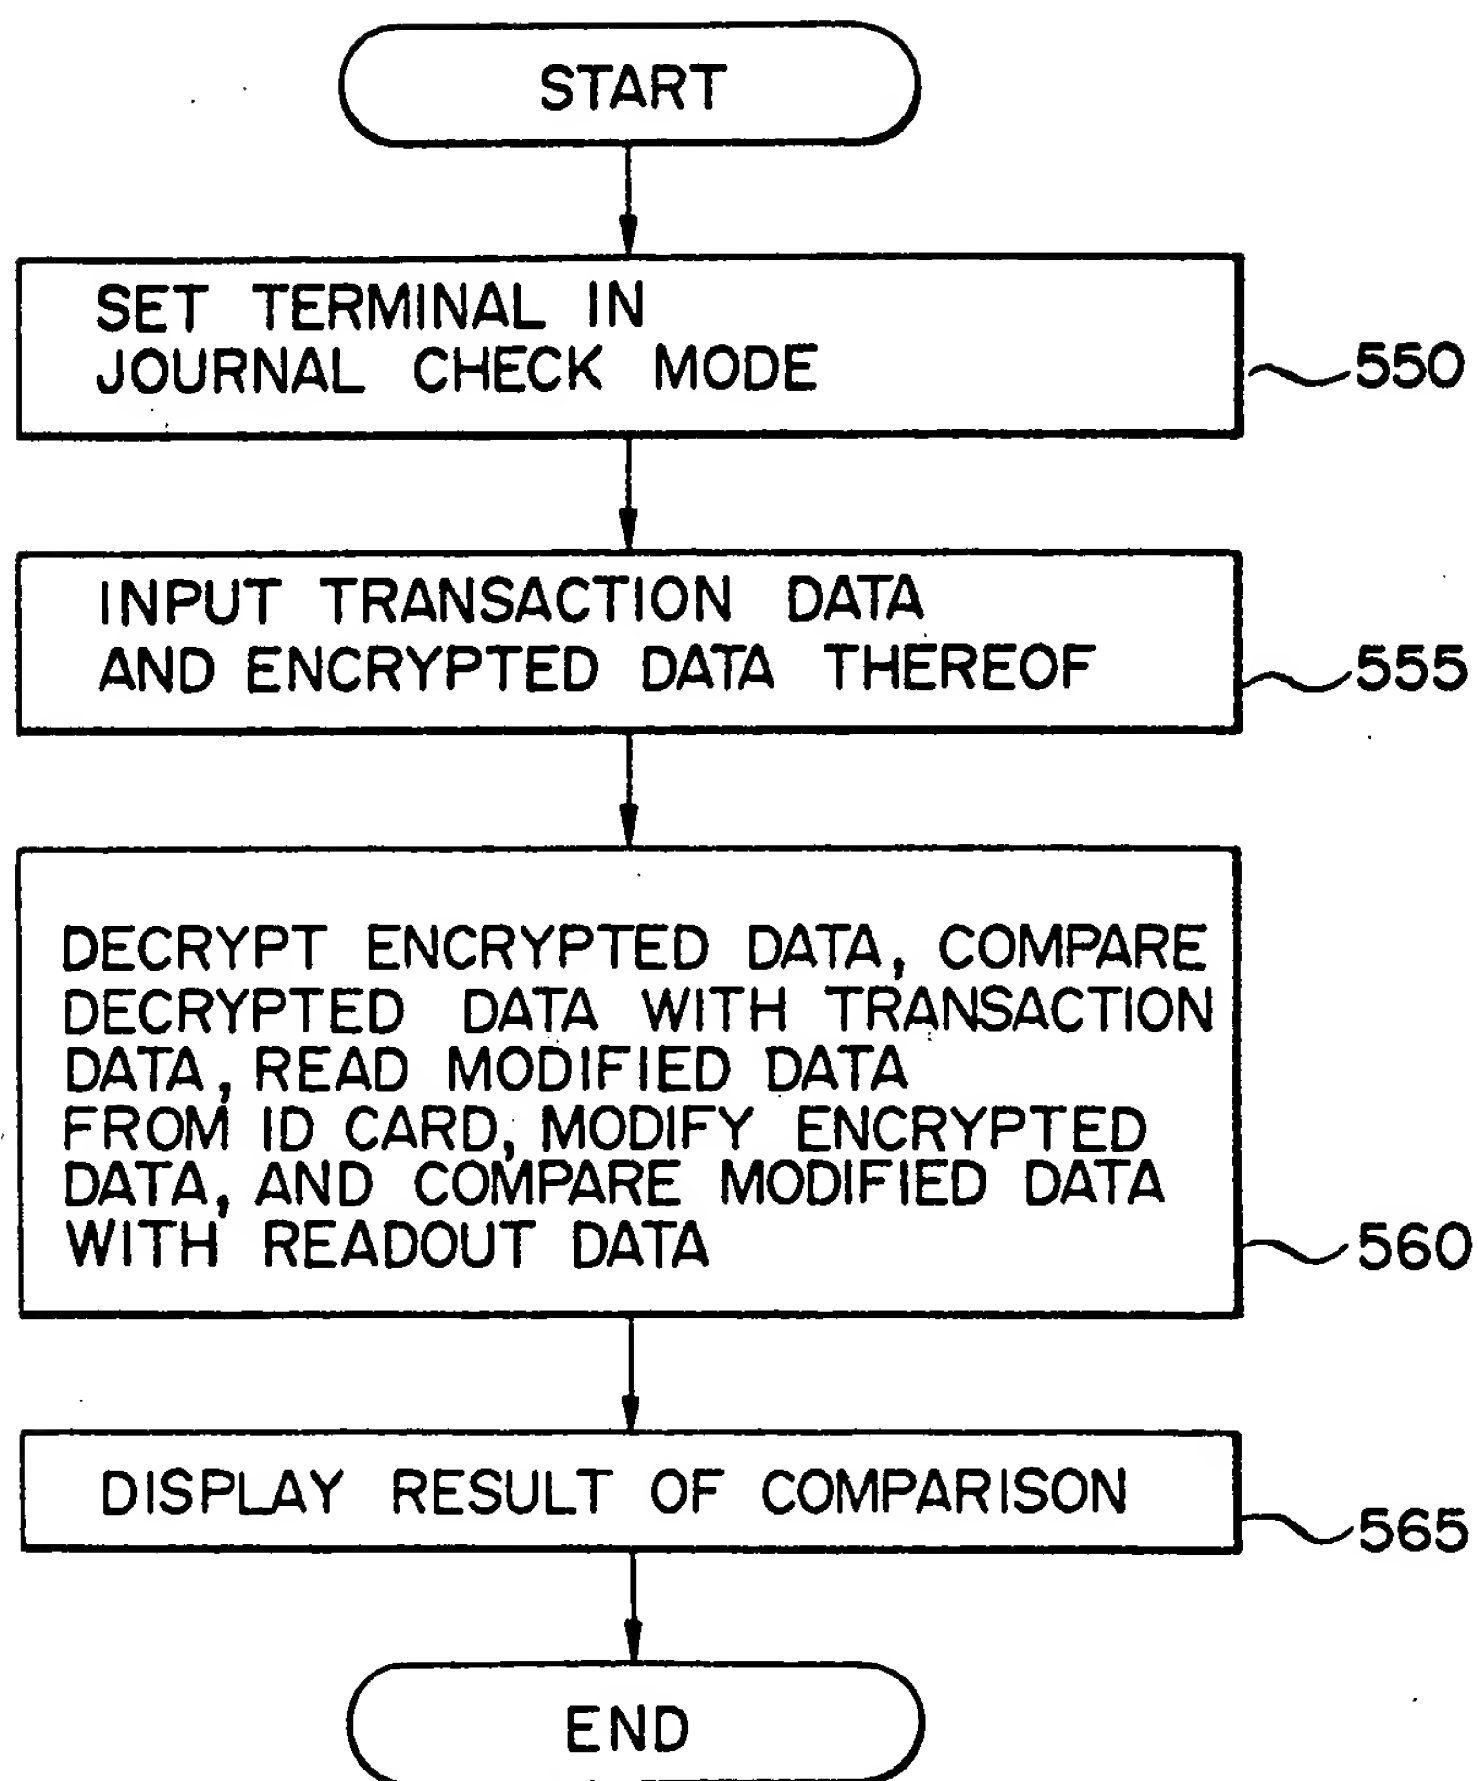 START
SET TERMINAL IN
JOURNAL CHECK MODE
550
INPUT TRANSACTION DATA
AND ENCRYPTED DATA THEREOF
555
DECRYPT ENCRYPTED DATA, COMPARE
DECRYPTED DATA WITH TRANSACTION
DATA, READ MODIFIED DATA
FROM ID CARD, MODIFY ENCRYPTED
DATA, AND COMPARE MODIFIED DATA
WITH READOUT DATA
560
DISPLAY RESULT OF COMPARISON
565
END